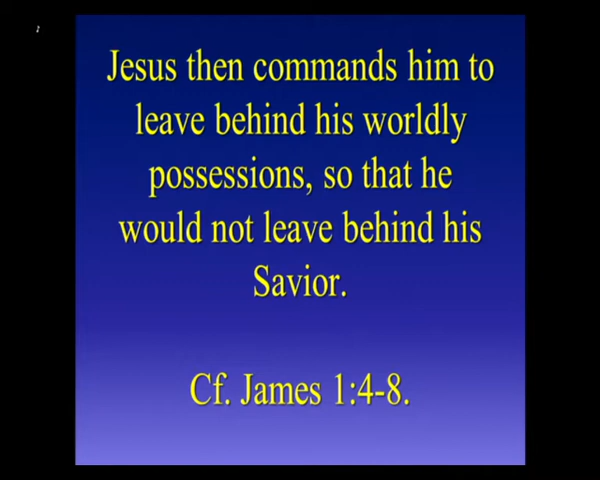 Jesus then commands him to
leave behind his worldly
possessions, so that he
would not leave behind his
Savior.
Cf. James 1:4-8.